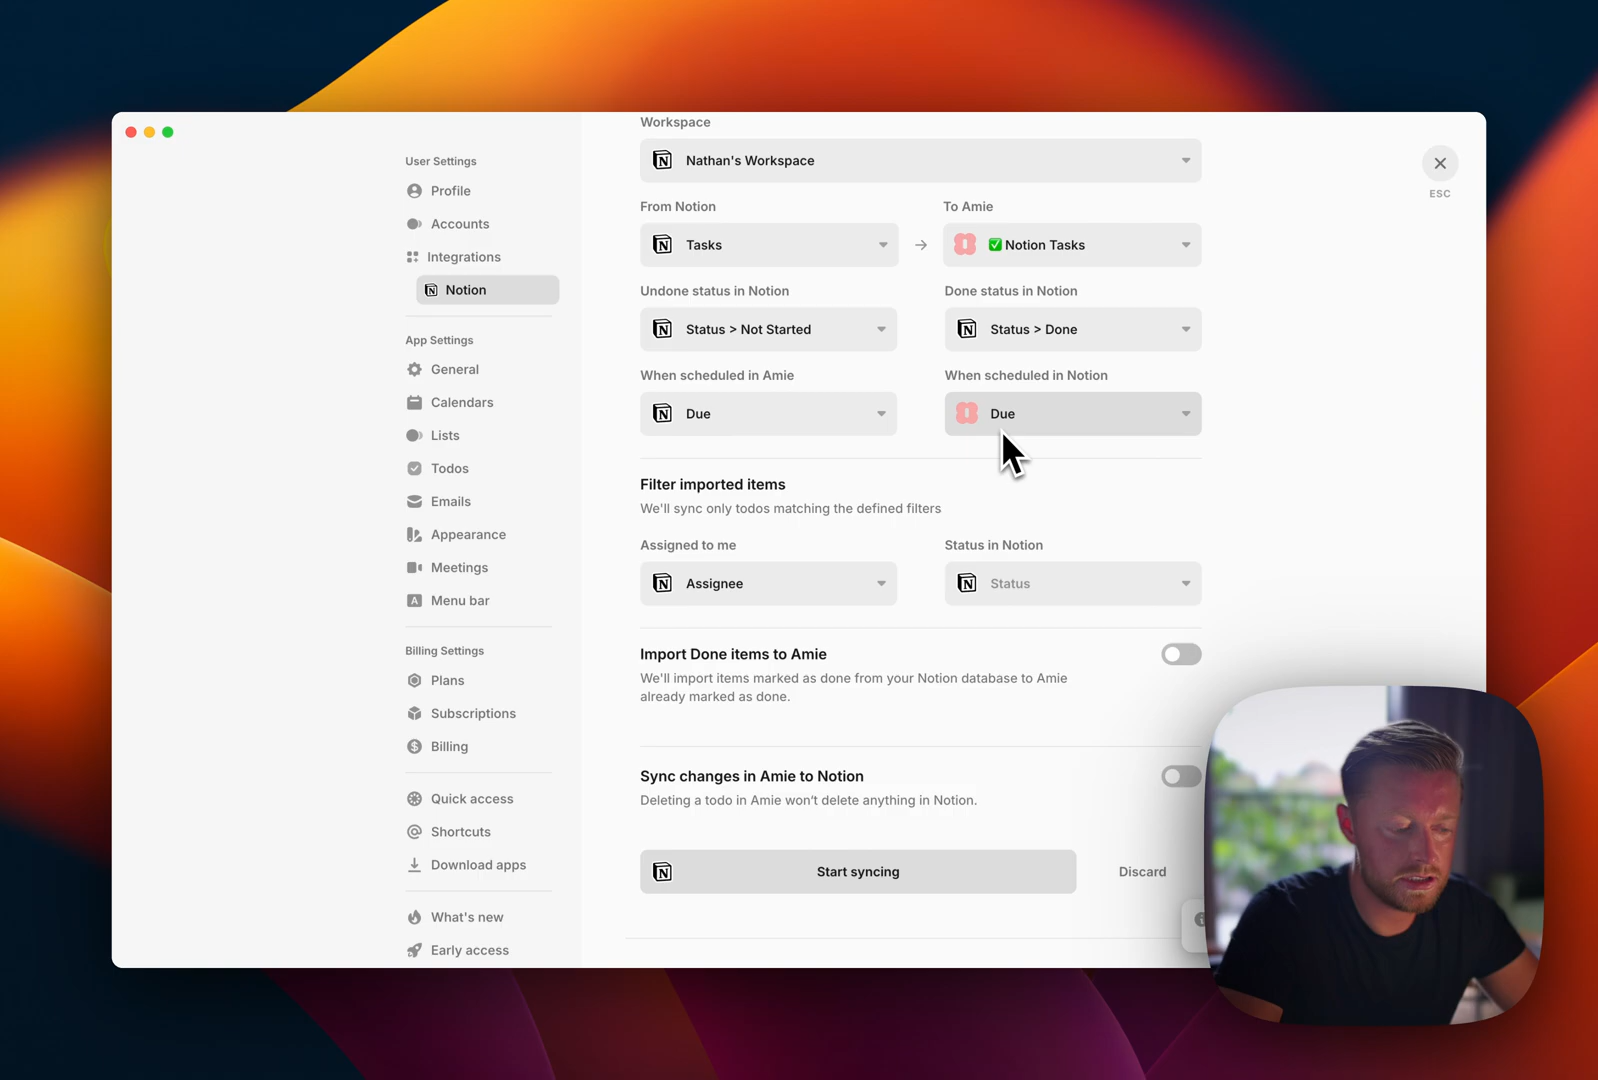 User Settings
Profile
Accounts
Integrations
Notion
App Settings
General
Calendars
Lists
Todos
Emails
Appearance
Meetings
Menu bar
Billing Settings
Plans
Subscriptions
Billing
Quick access
Shortcuts
Download apps
What's new
Early access
Workspace
Nathan's Workspace
From Notion
To Amie
Tasks
Notion Tasks
Undone status in Notion
Done status in Notion
Status > Not Started
Status > Done
When scheduled in Amie
When scheduled in Notion
Due
Due
Filter imported items
We'll sync only todos matching the defined filters
Assigned to me
Status in Notion
Assignee
Status
Import Done items to Amie
We'll import items marked as done from your Notion database to Amie
already marked as done.
Sync changes in Amie to Notion
Deleting a todo in Amie won't delete anything in Notion.
Start syncing
Discard
ESC